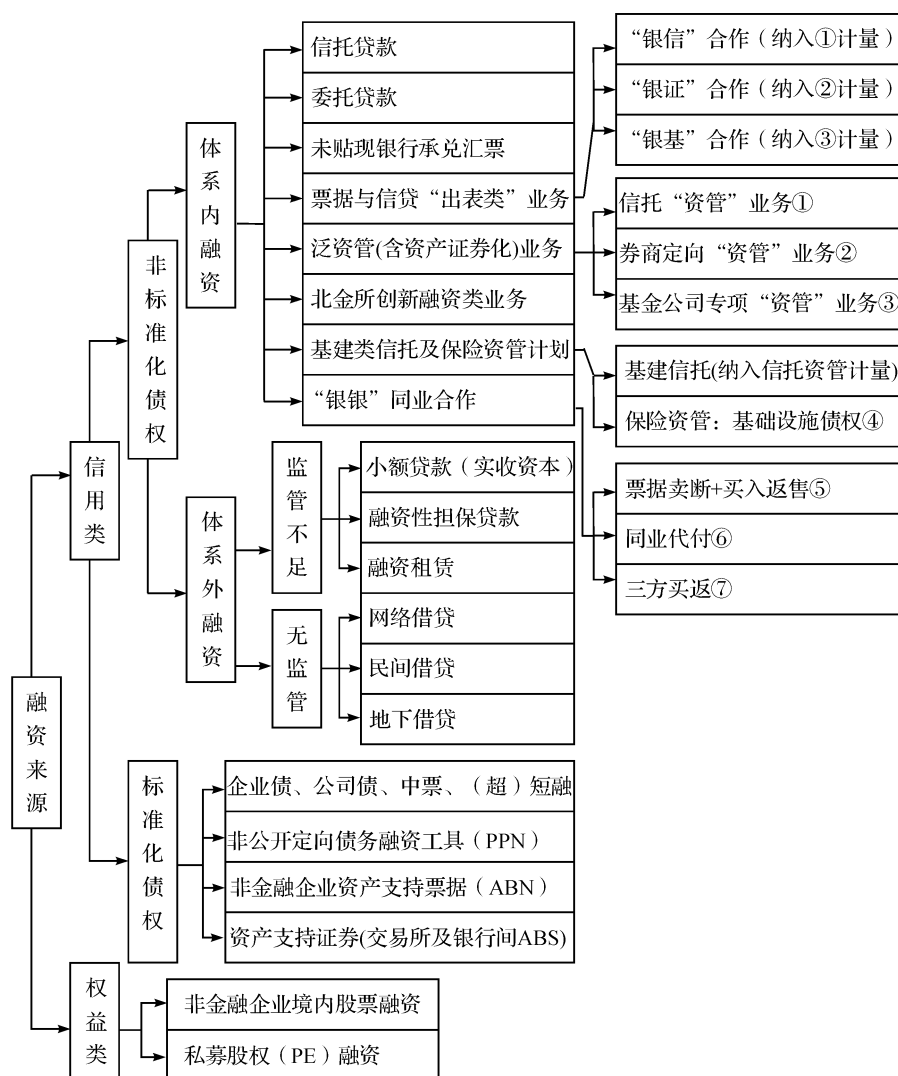 融资来源
信用类
非标准化债权
体系内融资
信托贷款
委托贷款
未贴现银行承兑汇票
票据与信贷“出表类”业务
泛资管(含资产证券化)业务
北金所创新融资类业务
基建类信托及保险资管计划
“银银”同业合作
“银信”合作（纳入①计量）
“银证”合作（纳入②计量）
“银基”合作（纳入③计量）
信托“资管”业务①
券商定向“资管”业务②
基金公司专项“资管”业务③
基建信托(纳入信托资管计量)
保险资管：基础设施债权④
票据卖断+买入返售⑤
同业代付⑥
三方买返⑦
体系外融资
监管不足
小额贷款（实收资本）
融资性担保贷款
融资租赁
无监管
网络借贷
民间借贷
地下借贷
标准化债权
企业债、公司债、中票、（超）短融
非公开定向债务融资工具（PPN）
非金融企业资产支持票据（ABN）
资产支持证券(交易所及银行间ABS)
权益类
非金融企业境内股票融资
私募股权（PE）融资